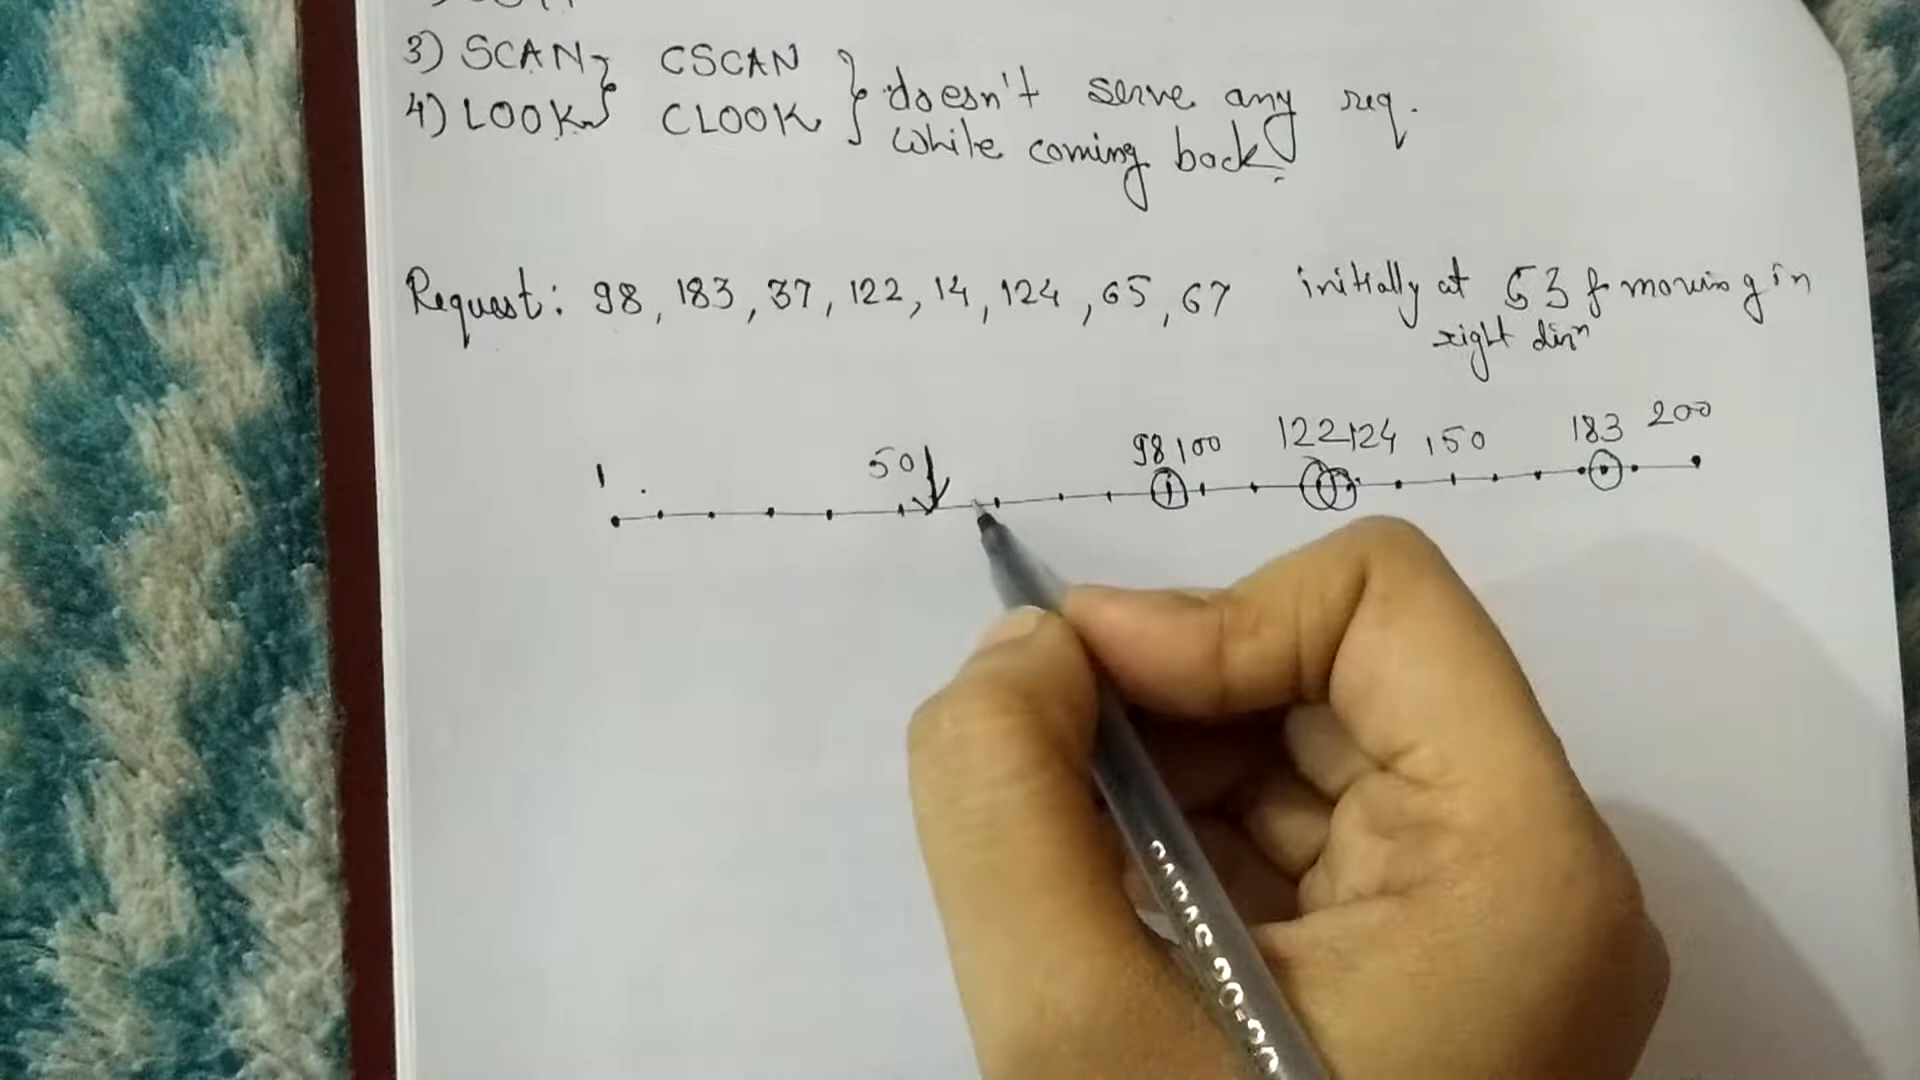 3) SCAN } CSCAN
4) LOOK } CLOOK } doesn't serve any req.
while coming back.
Request: 98, 183, 37, 122, 14, 124, 65, 67 initially at 53 & moving in
right dirⁿ
1 50 98 100 122 124 150 183 200